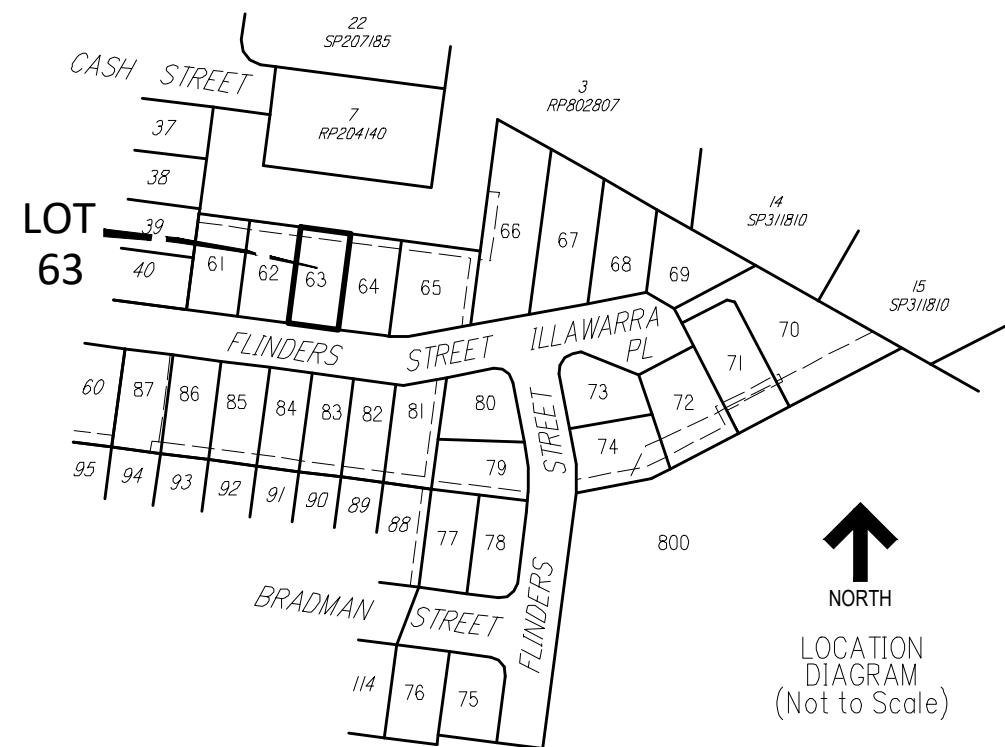 22
SP207185
CASH STREET
7
RP204140
3
RP802807
37
38
39
40
LOT
63
61
62
63
64
65
66
67
68
69
14
SP311810
15
SP311810
70
FLINDERS STREET
ILLAWARRA
PL
71
72
73
74
60
87
86
85
84
83
82
81
80
79
STREET
95
94
93
92
91
90
89
88
77
78
800
BRADMAN STREET
FLINDERS
114
76
75
NORTH
LOCATION
DIAGRAM
(Not to Scale)